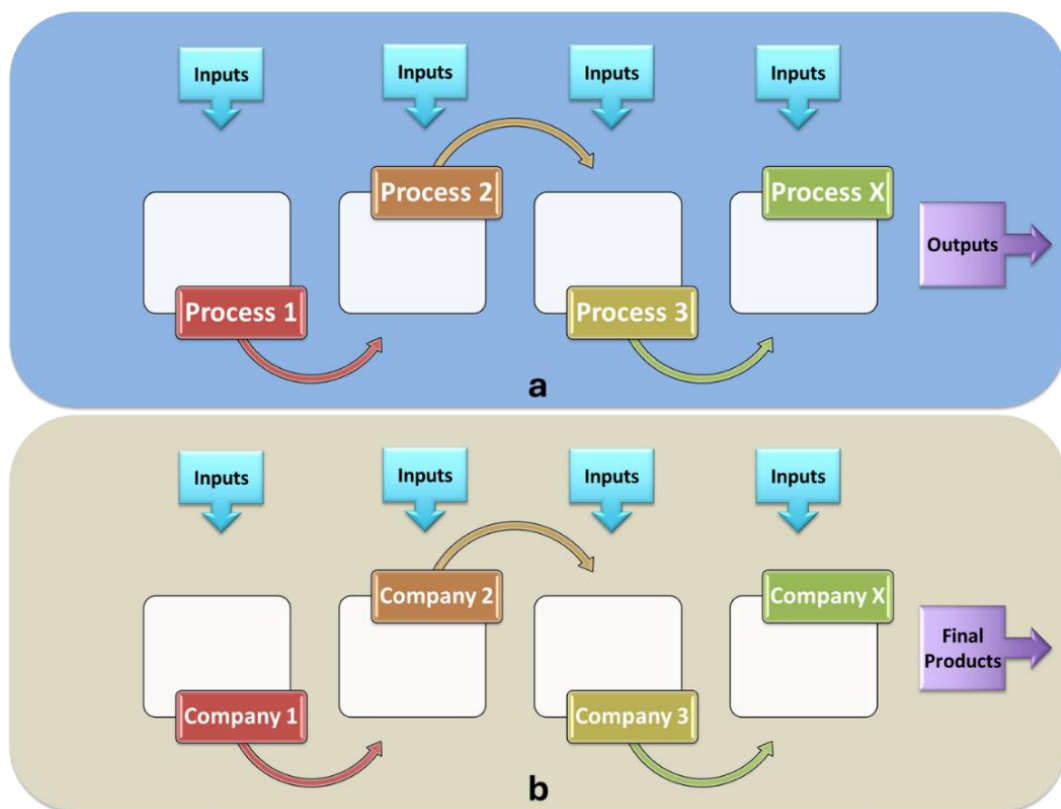 Inputs
Inputs
Inputs
Inputs
Process 2
Process X
Outputs
Process 1
Process 3
a
Inputs
Inputs
Inputs
Inputs
Company 2
Company X
Final
Products
Company 1
Company 3
b